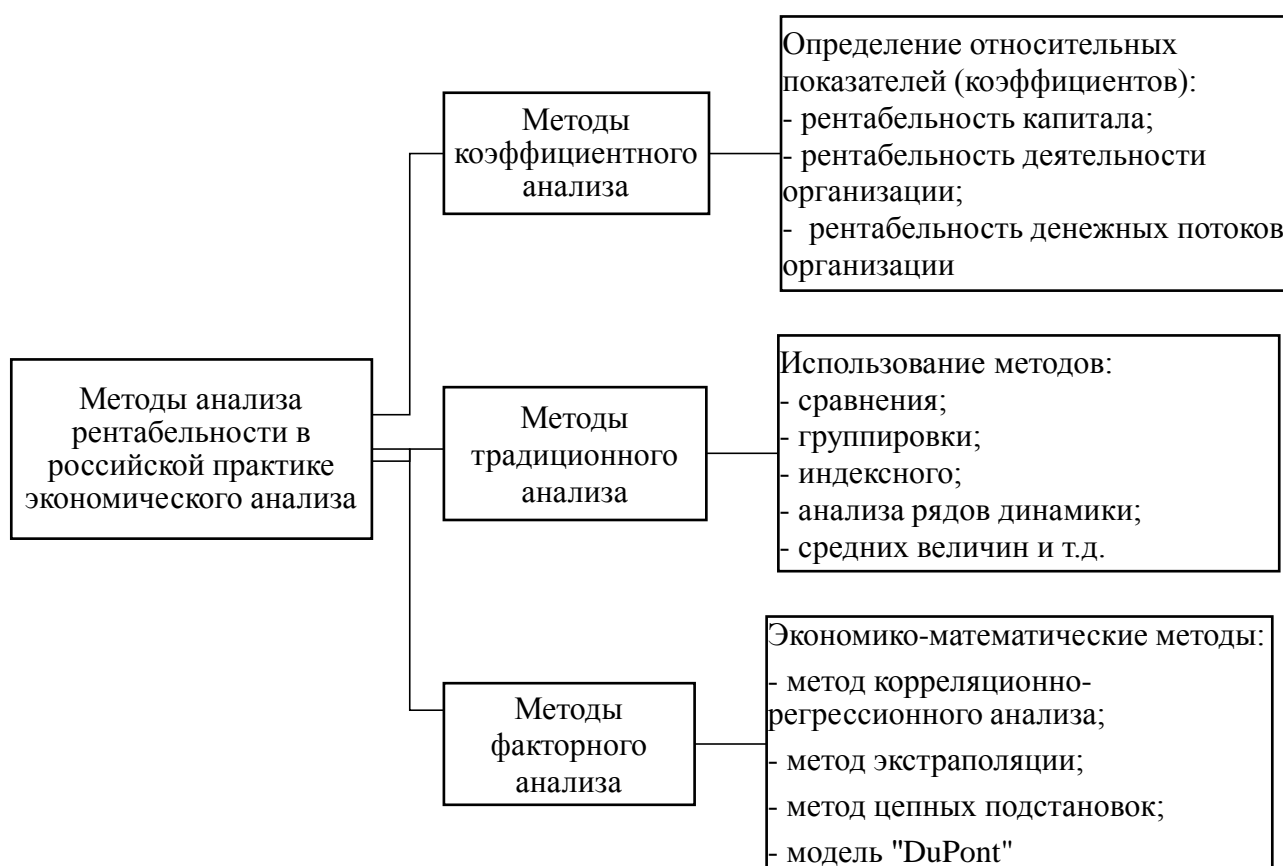 Методы анализа
рентабельности в
российской практике
экономического анализа
Методы
коэффициентного
анализа
Определение относительных
показателей (коэффициентов):
- рентабельность капитала;
- рентабельность деятельности
организации;
- рентабельность денежных потоков
организации
Методы
традиционного
анализа
Использование методов:
- сравнения;
- группировки;
- индексного;
- анализа рядов динамики;
- средних величин и т.д.
Методы
факторного
анализа
Экономико-математические методы:
- метод корреляционно-
регрессионного анализа;
- метод экстраполяции;
- метод цепных подстановок;
- модель "DuPont"